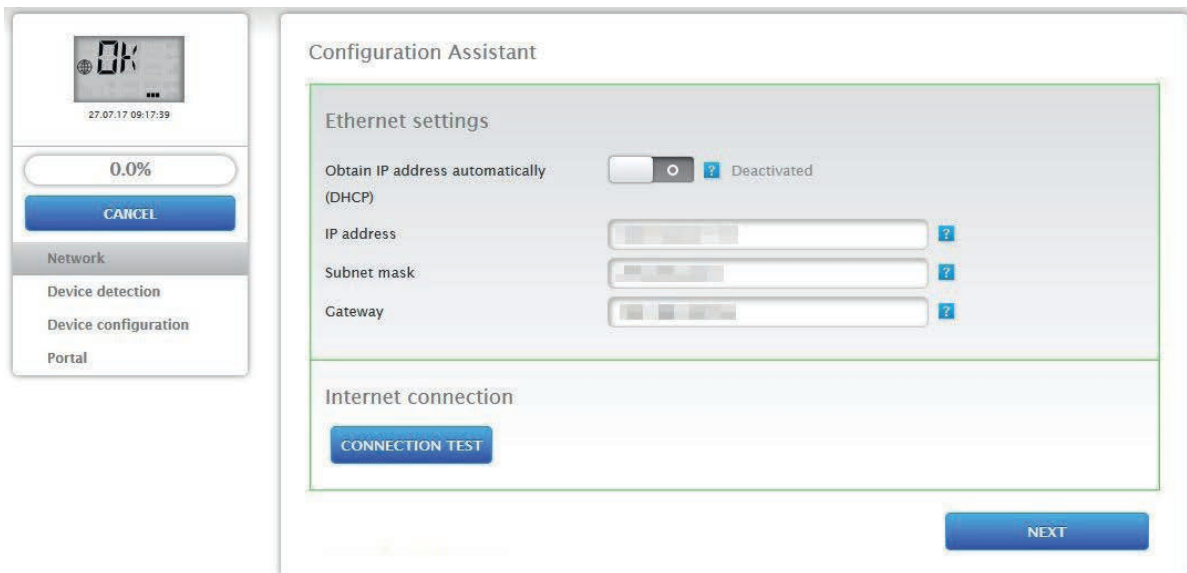 OK
27.07.17 09:17:39
0.0%
CANCEL
Network
Device detection
Device configuration
Portal
Configuration Assistant
Ethernet settings
Obtain IP address automatically
(DHCP)
? Deactivated
IP address
?
Subnet mask
?
Gateway
?
Internet connection
CONNECTION TEST
NEXT